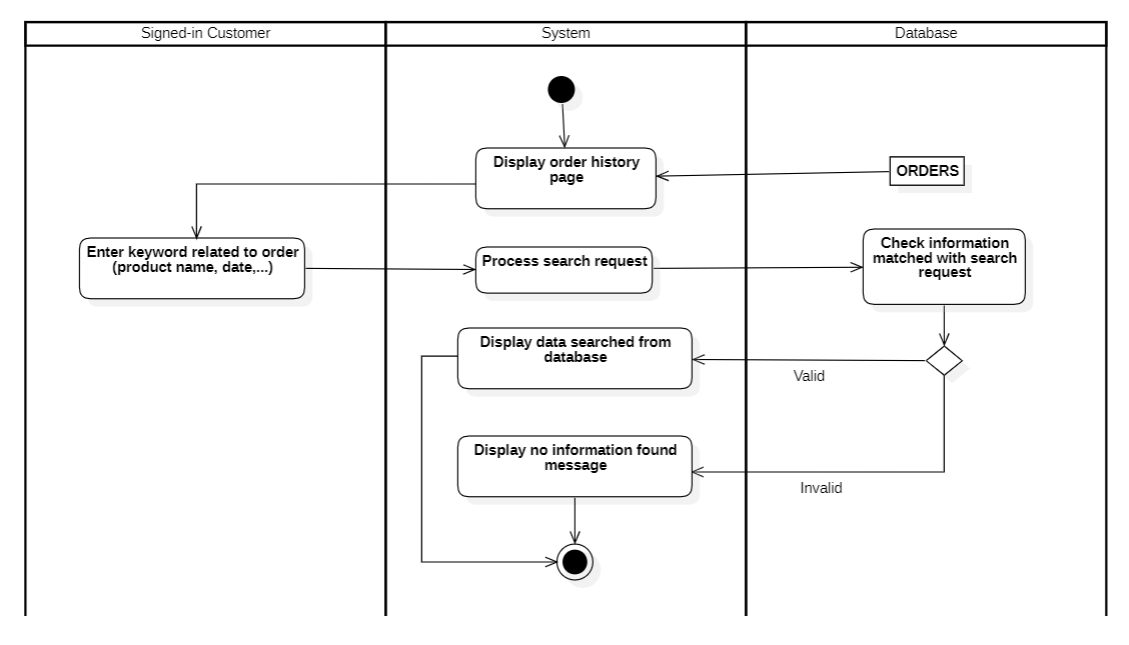 Signed-in Customer
System
Database
Display order history
page
ORDERS
Enter keyword related to order
(product name, date,...)
Process search request
Check information
matched with search
request
Display data searched from
database
Valid
Display no information found
message
Invalid